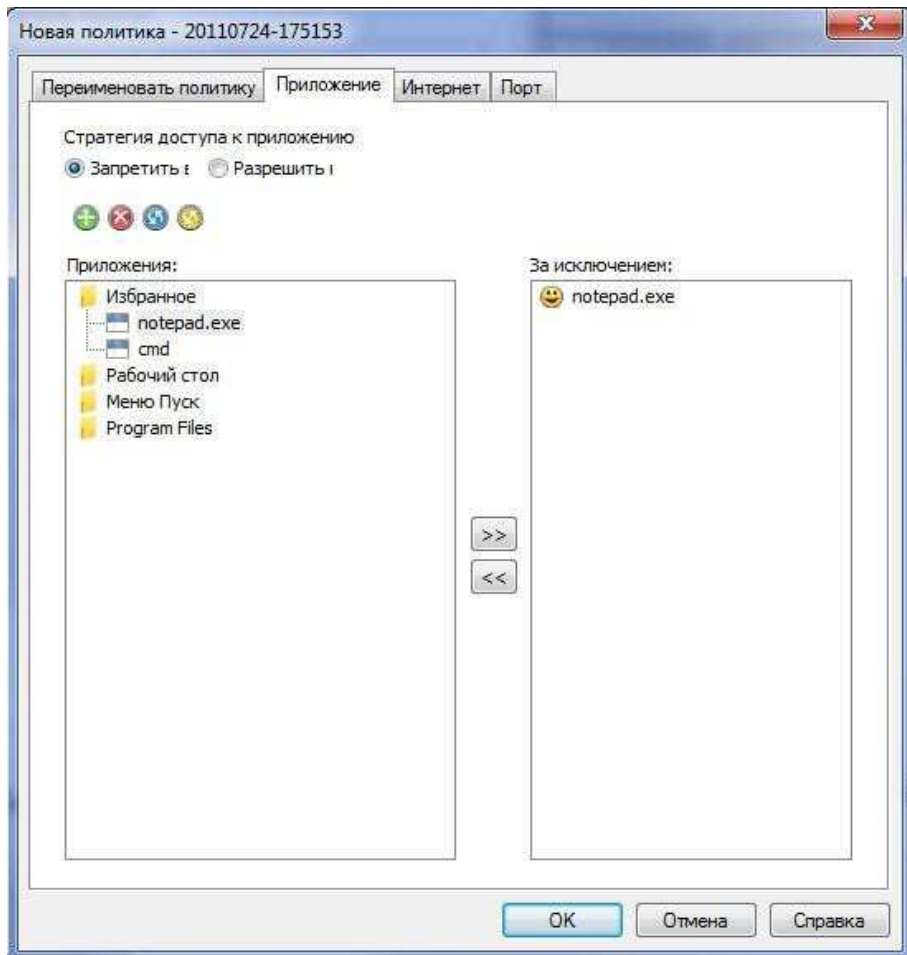 Новая политика - 20110724-175153
Переименовать политику Приложение Интернет Порт
Стратегия доступа к приложению
Запретить Разрешить
Приложения: За исключением:
Избранное notepad.exe
notepad.exe
cmd
Рабочий стол
Меню Пуск
Program Files
>>
<<
OK Отмена Справка